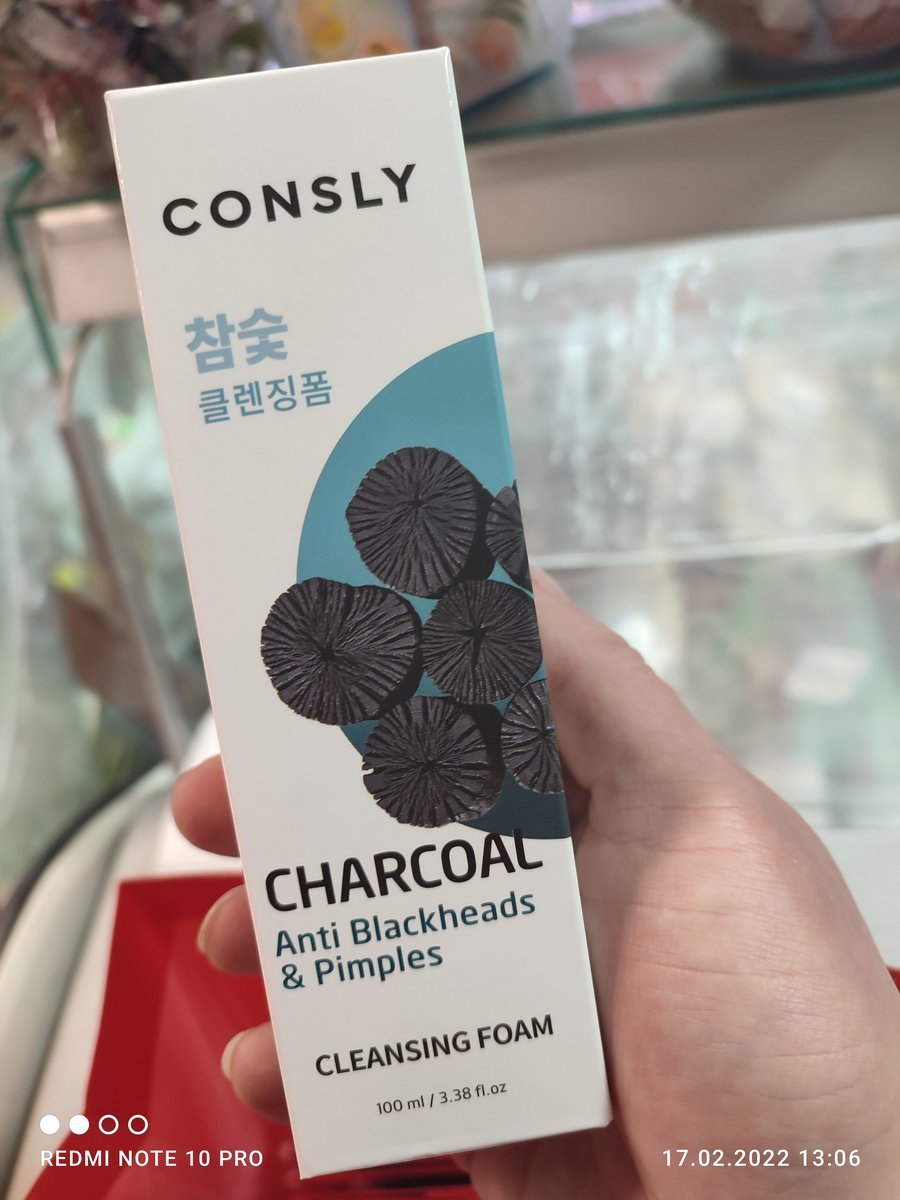 CONSLY
참숯
클렌징폼
CHARCOAL
Anti Blackheads
& Pimples
CLEANSING FOAM
100 ml / 3.38 fl.oz
REDMI NOTE 10 PRO
17.02.2022 13:06